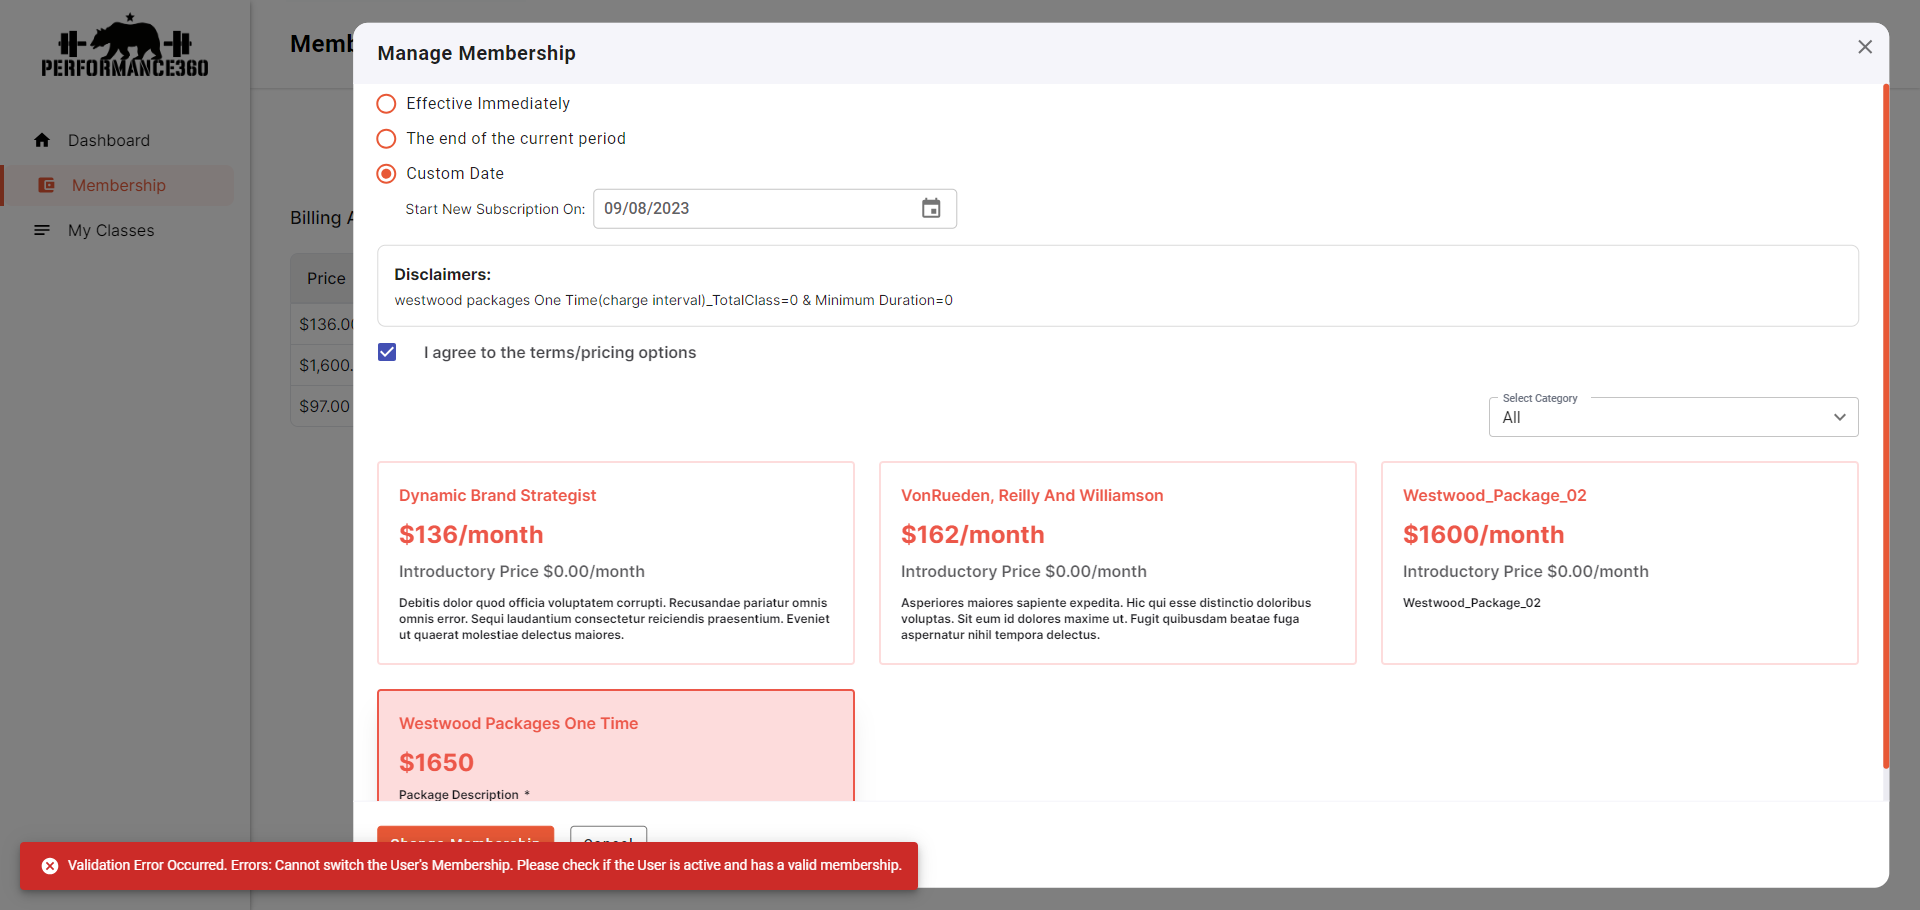 PERFORMANCE360
Dashboard
Membership
My Classes
Memb
Billing A
Price
$136.00
$1,600.
$97.00
Manage Membership
Effective Immediately
The end of the current period
Custom Date
Start New Subscription On: 09/08/2023
Disclaimers:
westwood packages One Time(charge interval)_TotalClass=0 & Minimum Duration=0
I agree to the terms/pricing options
Select Category
All
Dynamic Brand Strategist
$136/month
Introductory Price $0.00/month
Debitis dolor quod officia voluptatem corrupti. Recusandae pariatur omnis
omnis error. Sequi laudantium consectetur reiciendis praesentium. Eveniet
ut quaerat molestiae delectus maiores.
VonRueden, Reilly And Williamson
$162/month
Introductory Price $0.00/month
Asperiores maiores sapiente expedita. Hic qui esse distinctio doloribus
voluptas. Sit eum id dolores maxime ut. Fugit quibusdam beatae fuga
aspernatur nihil tempora delectus.
Westwood_Package_02
$1600/month
Introductory Price $0.00/month
Westwood_Package_02
Westwood Packages One Time
$1650
Package Description *
Change Membership
Cancel
Validation Error Occurred. Errors: Cannot switch the User's Membership. Please check if the User is active and has a valid membership.